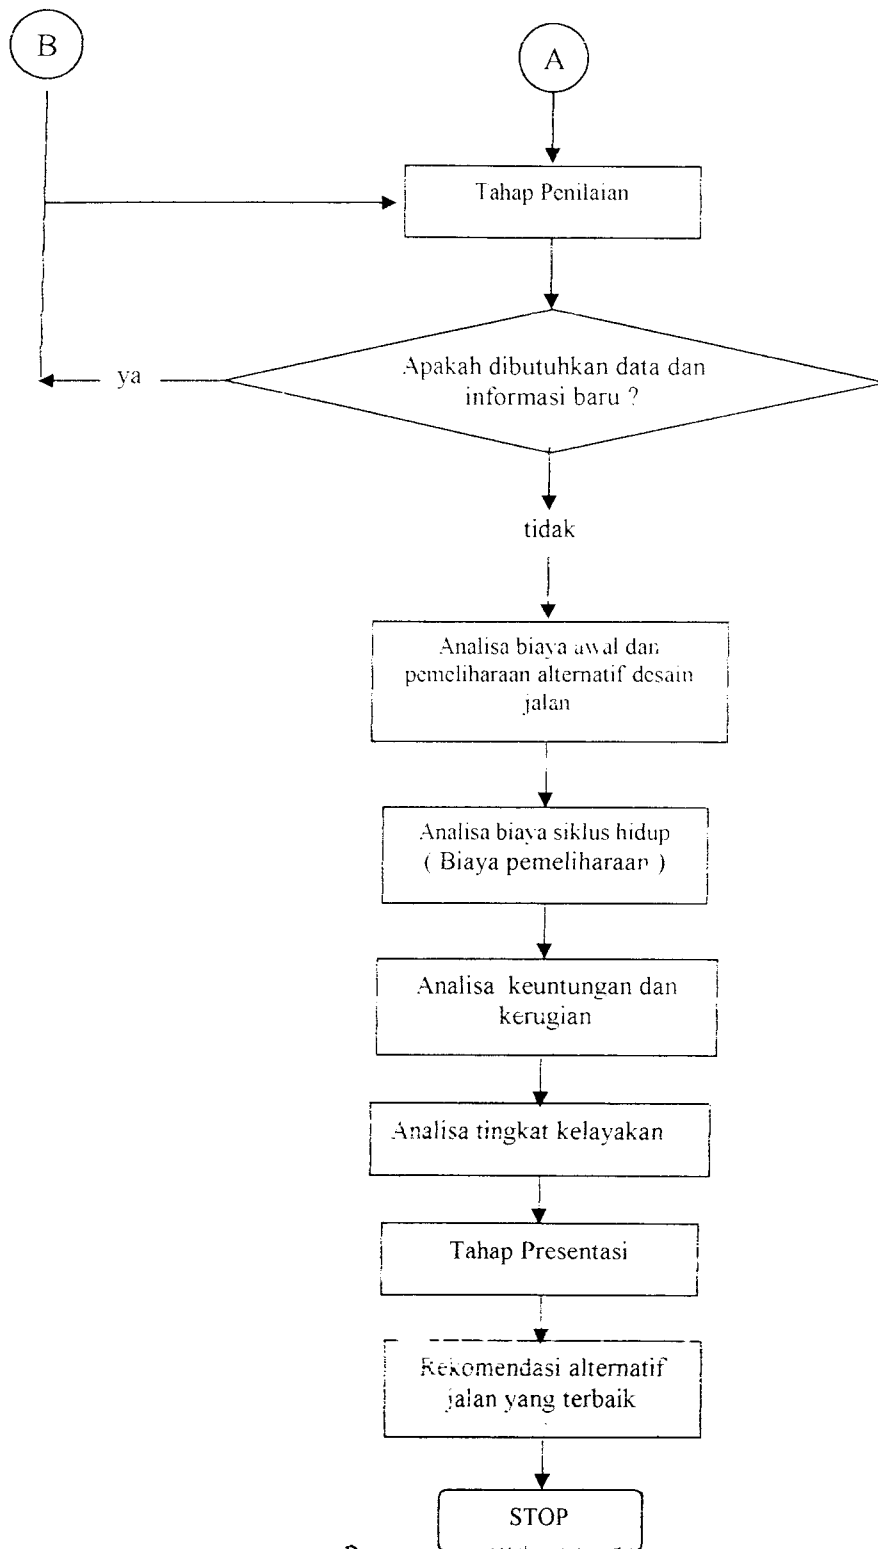 B
A
Tahap Penilaian
Apakah dibutuhkan data dan
informasi baru ?
ya
tidak
Analisa biaya awal dan
pemeliharaan alternatif desain
jalan
Analisa biaya siklus hidup
( Biaya pemeliharaan )
Analisa keuntungan dan
kerugian
Analisa tingkat kelayakan
Tahap Presentasi
Rekomendasi alternatif
jalan yang terbaik
STOP